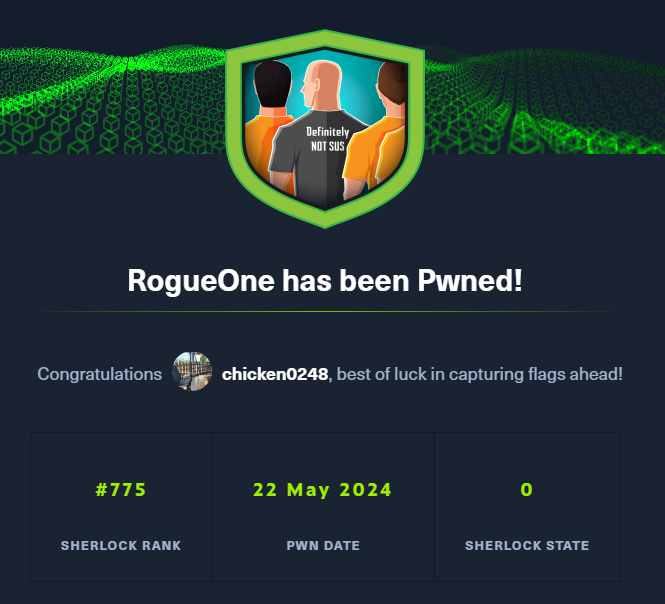 Definitely
NOT SUS
RogueOne has been Pwned!
Congratulations chicken0248, best of luck in capturing flags ahead!
#775 22 May 2024 0
SHERLOCK RANK PWN DATE SHERLOCK STATE